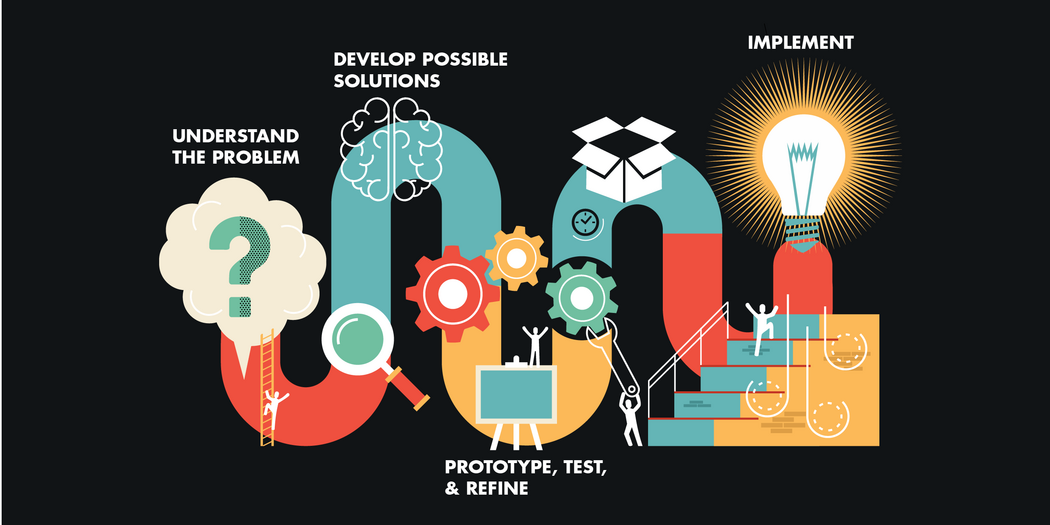 UNDERSTAND
THE PROBLEM
DEVELOP POSSIBLE
SOLUTIONS
PROTOTYPE, TEST,
& REFINE
IMPLEMENT
?